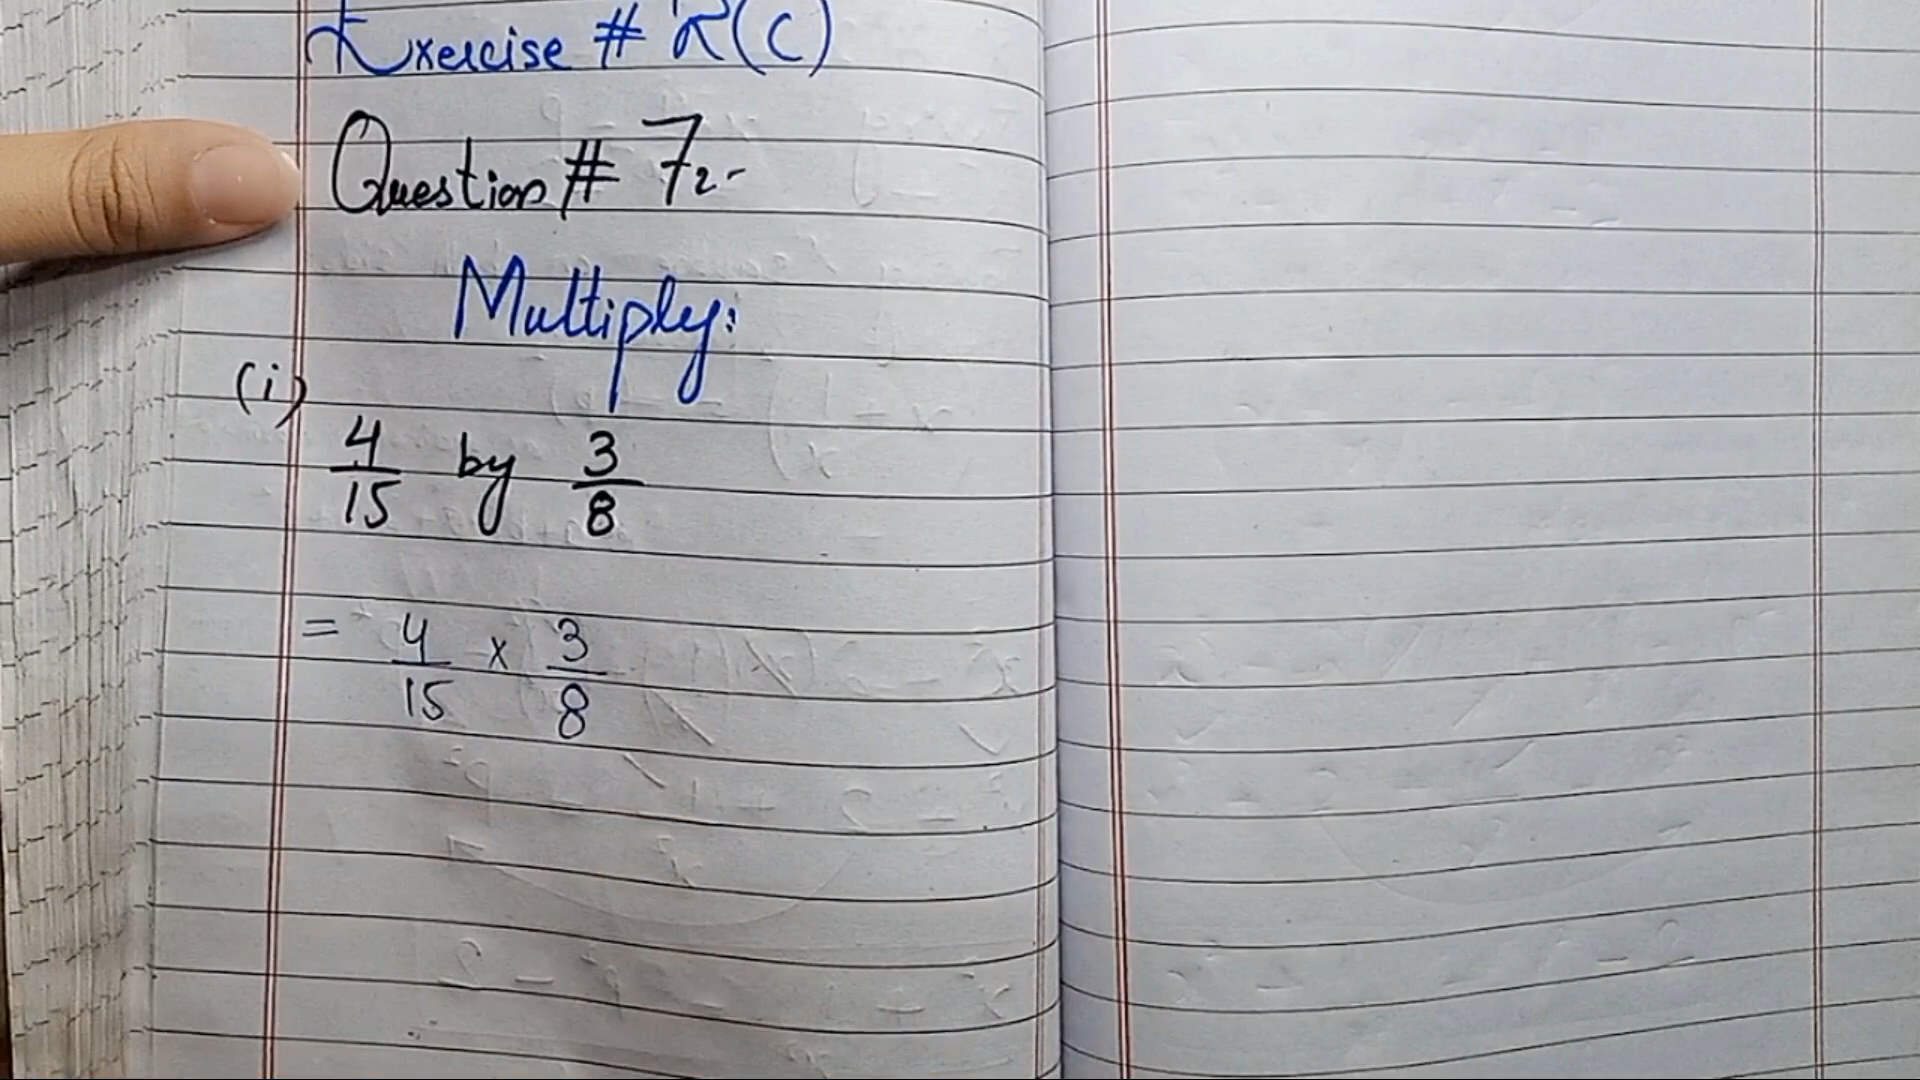 Exercise # 2(C)
Question # 7:-
Multiply:
(i)
4/15 by 3/8
= 4/15 × 3/8